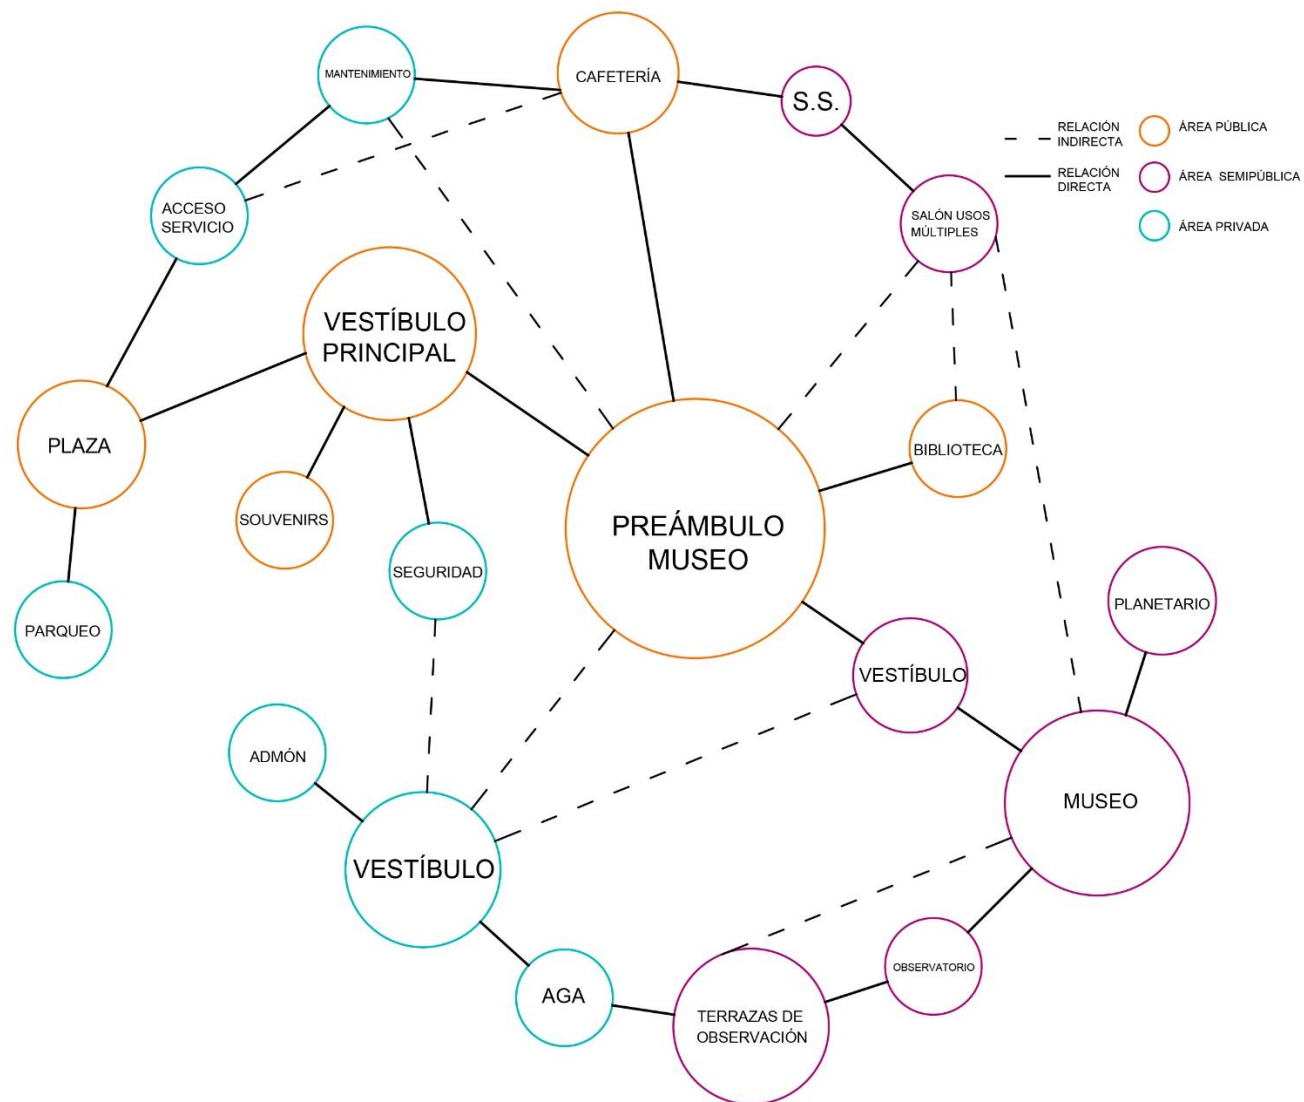 MANTENIMIENTO
CAFETERÍA
S.S.
RELACIÓN
INDIRECTA
ÁREA PÚBLICA
RELACIÓN
DIRECTA
ÁREA SEMIPÚBLICA
ÁREA PRIVADA
ACCESO
SERVICIO
SALÓN USOS
MÚLTIPLES
VESTÍBULO
PRINCIPAL
PLAZA
BIBLIOTECA
SOUVENIRS
PREÁMBULO
MUSEO
SEGURIDAD
PARQUEO
PLANETARIO
VESTÍBULO
ADMÓN
MUSEO
VESTÍBULO
AGA
OBSERVATORIO
TERRAZAS DE
OBSERVACIÓN